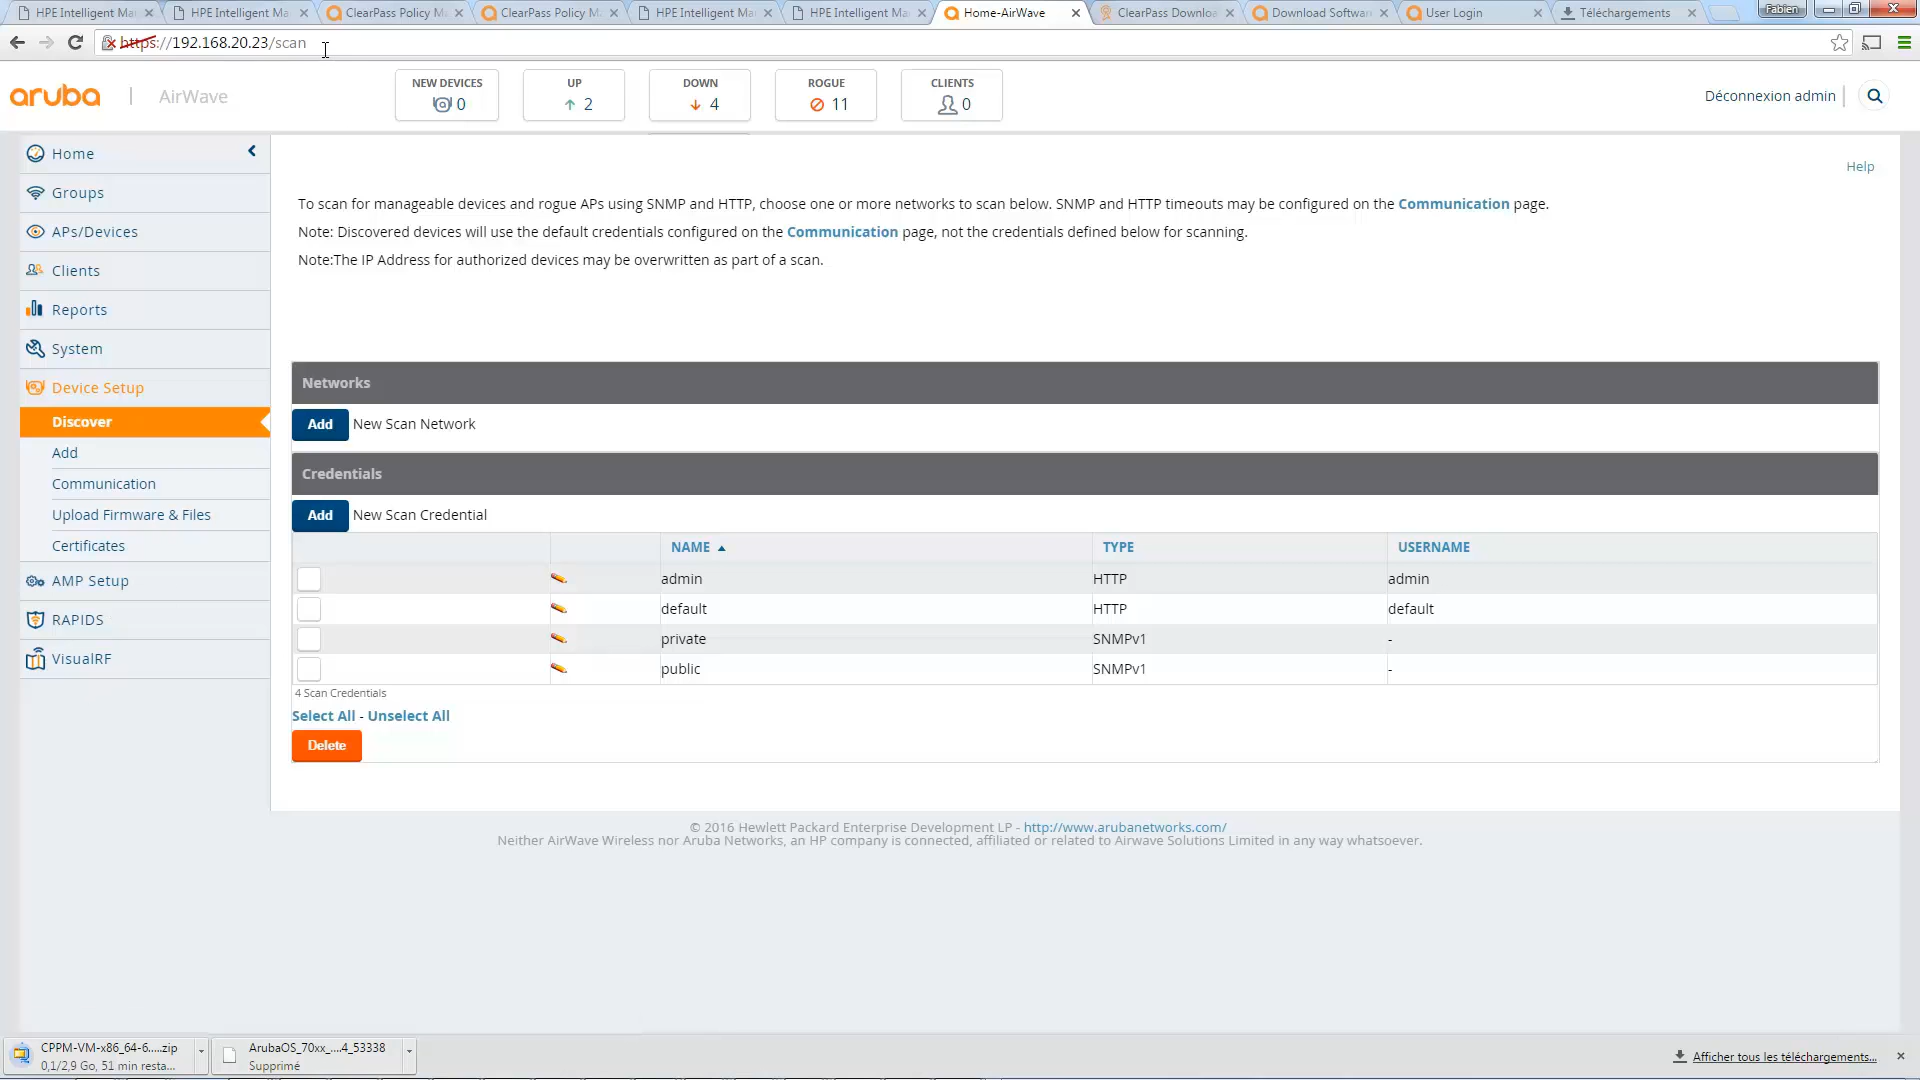 HPE Intelligent Ma
HPE Intelligent Ma
ClearPass Policy M
ClearPass Policy M
HPE Intelligent Ma
HPE Intelligent Ma
Home-AirWave
ClearPass Downloa
Download Softwar
User Login
Téléchargements
Fabien
https://192.168.20.23/scan
aruba
AirWave
NEW DEVICES
0
UP
2
DOWN
4
ROGUE
11
CLIENTS
0
Déconnexion admin
Home
Groups
APs/Devices
Clients
Reports
System
Device Setup
Discover
Add
Communication
Upload Firmware & Files
Certificates
AMP Setup
RAPIDS
VisualRF
Help
To scan for manageable devices and rogue APs using SNMP and HTTP, choose one or more networks to scan below. SNMP and HTTP timeouts may be configured on the Communication page.
Note: Discovered devices will use the default credentials configured on the Communication page, not the credentials defined below for scanning.
Note:The IP Address for authorized devices may be overwritten as part of a scan.
Networks
Add New Scan Network
Credentials
Add New Scan Credential
NAME TYPE USERNAME
admin HTTP admin
default HTTP default
private SNMPv1 -
public SNMPv1 -
4 Scan Credentials
Select All - Unselect All
Delete
© 2016 Hewlett Packard Enterprise Development LP - http://www.arubanetworks.com/
Neither AirWave Wireless nor Aruba Networks, an HP company is connected, affiliated or related to Airwave Solutions Limited in any way whatsoever.
CPPM-VM-x86_64-6.....zip
0,1/2,9 Go, 51 min resta...
ArubaOS_70xx_....4_53338
Supprimé
Afficher tous les téléchargements...